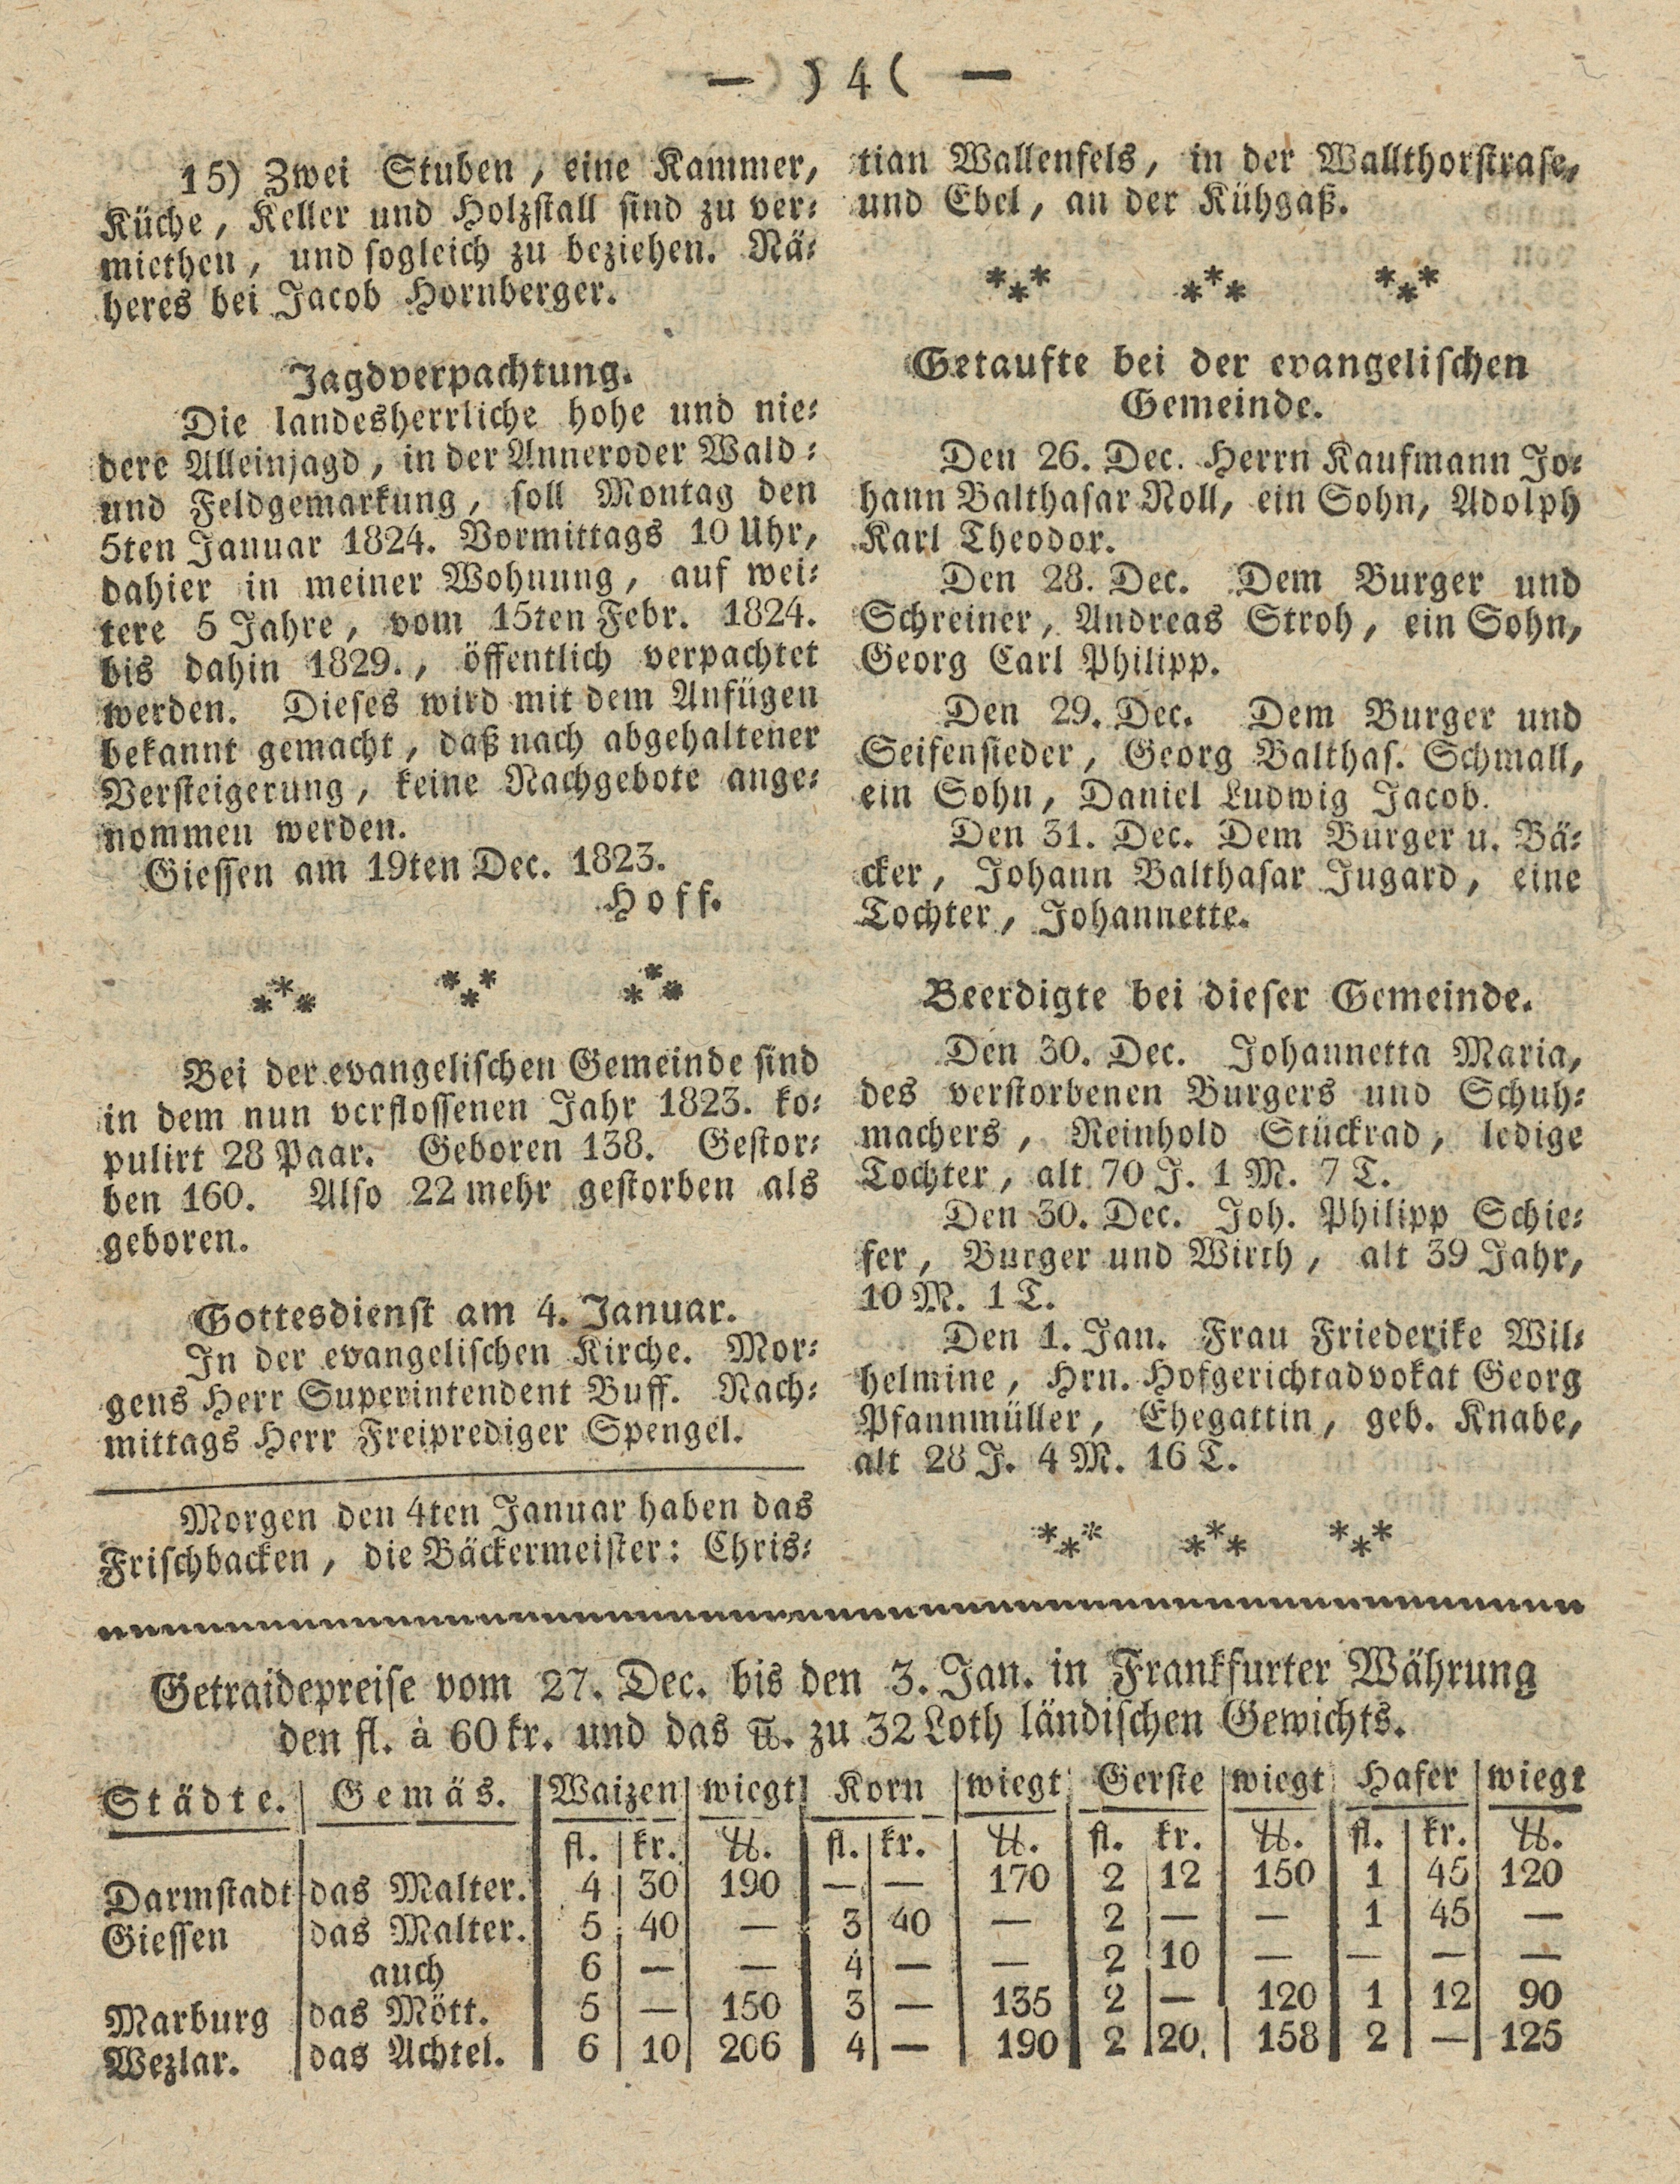 — ) 4 ( —
15) Zwei Stuben, eine Kammer,
Küche, Keller und Holzstall sind zu ver⸗
miethen, und sogleich zu beziehen. Nä⸗
heres bei Jacob Hornberger.
Jagdverpachtung.
Die landesherrliche hohe und nie⸗
dere Alleinjagd, in der Anneroder Wald⸗
und Feldgemarkung, soll Montag den
5ten Januar 1824. Vormittags 10 Uhr,
dahier in meiner Wohnung, auf wei⸗
tere 5 Jahre, vom 15ten Febr. 1824.
bis dahin 1829., öffentlich verpachtet
werden. Dieses wird mit dem Anfügen
bekannt gemacht, daß nach abgehaltener
Versteigerung, keine Nachgebote ange⸗
nommen werden.
Giessen am 19ten Dec. 1823.
Hoff.
*** *** ***
Bei der evangelischen Gemeinde sind
in dem nun verflossenen Jahr 1823. ko⸗
pulirt 28 Paar. Geboren 138. Gestor⸗
ben 160. Also 22 mehr gestorben als
geboren.
Gottesdienst am 4. Januar.
In der evangelischen Kirche. Mor⸗
gens Herr Superintendent Buff. Nach⸗
mittags Herr Freiprediger Spengel.
Morgen den 4ten Januar haben das
Frischbacken, die Bäckermeister: Chris⸗
tian Wallenfels, in der Wallthorstrase,
und Ebel, an der Kühgaß.
*** *** ***
Getaufte bei der evangelischen
Gemeinde.
Den 26. Dec. Herrn Kaufmann Jo⸗
hann Balthasar Noll, ein Sohn, Adolph
Karl Theodor.
Den 28. Dec. Dem Burger und
Schreiner, Andreas Stroh, ein Sohn,
Georg Carl Philipp.
Den 29. Dec. Dem Burger und
Seifensieder, Georg Balthas. Schmall,
ein Sohn, Daniel Ludwig Jacob.
Den 31. Dec. Dem Burger u. Bä⸗
cker, Johann Balthasar Jugard, eine
Tochter, Johannette.
Beerdigte bei dieser Gemeinde.
Den 30. Dec. Johannetta Maria,
des verstorbenen Burgers und Schuh⸗
machers, Reinhold Stückrad, ledige
Tochter, alt 70 J. 1 M. 7 T.
Den 30. Dec. Joh. Philipp Schie⸗
fer, Burger und Wirth, alt 39 Jahr,
10 M. 1 T.
Den 1. Jan. Frau Friederike Wil⸗
helmine, Hrn. Hofgerichtadvokat Georg
Pfannmüller, Ehegattin, geb. Knabe,
alt 28 J. 4 M. 16 T.
*** *** ***
Getraidepreise vom 27. Dec. bis den 3. Jan. in Frankfurter Währung
den fl. à 60 kr. und das ℔. zu 32 Loth ländischen Gewichts.
Städte. Gemäs. Waizen wiegt Korn wiegt Gerste wiegt Hafer wiegt
fl. kr. ℔. fl. kr. ℔. fl. kr. ℔. fl. kr. ℔.
Darmstadt das Malter. 4 30 190 — — 170 2 12 150 1 45 120
Giessen das Malter. 5 40 — 3 40 — 2 — — 1 45 —
auch 6 — — 4 — — 2 10 — — — —
Marburg das Mött. 5 — 150 3 — 135 2 — 120 1 12 90
Wezlar. das Achtel. 6 10 206 4 — 190 2 20 158 2 — 125